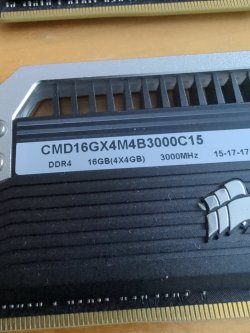 CMD16GX4M4B3000C15
DDR4 16GB(4X4GB) 3000MHz 15-17-17